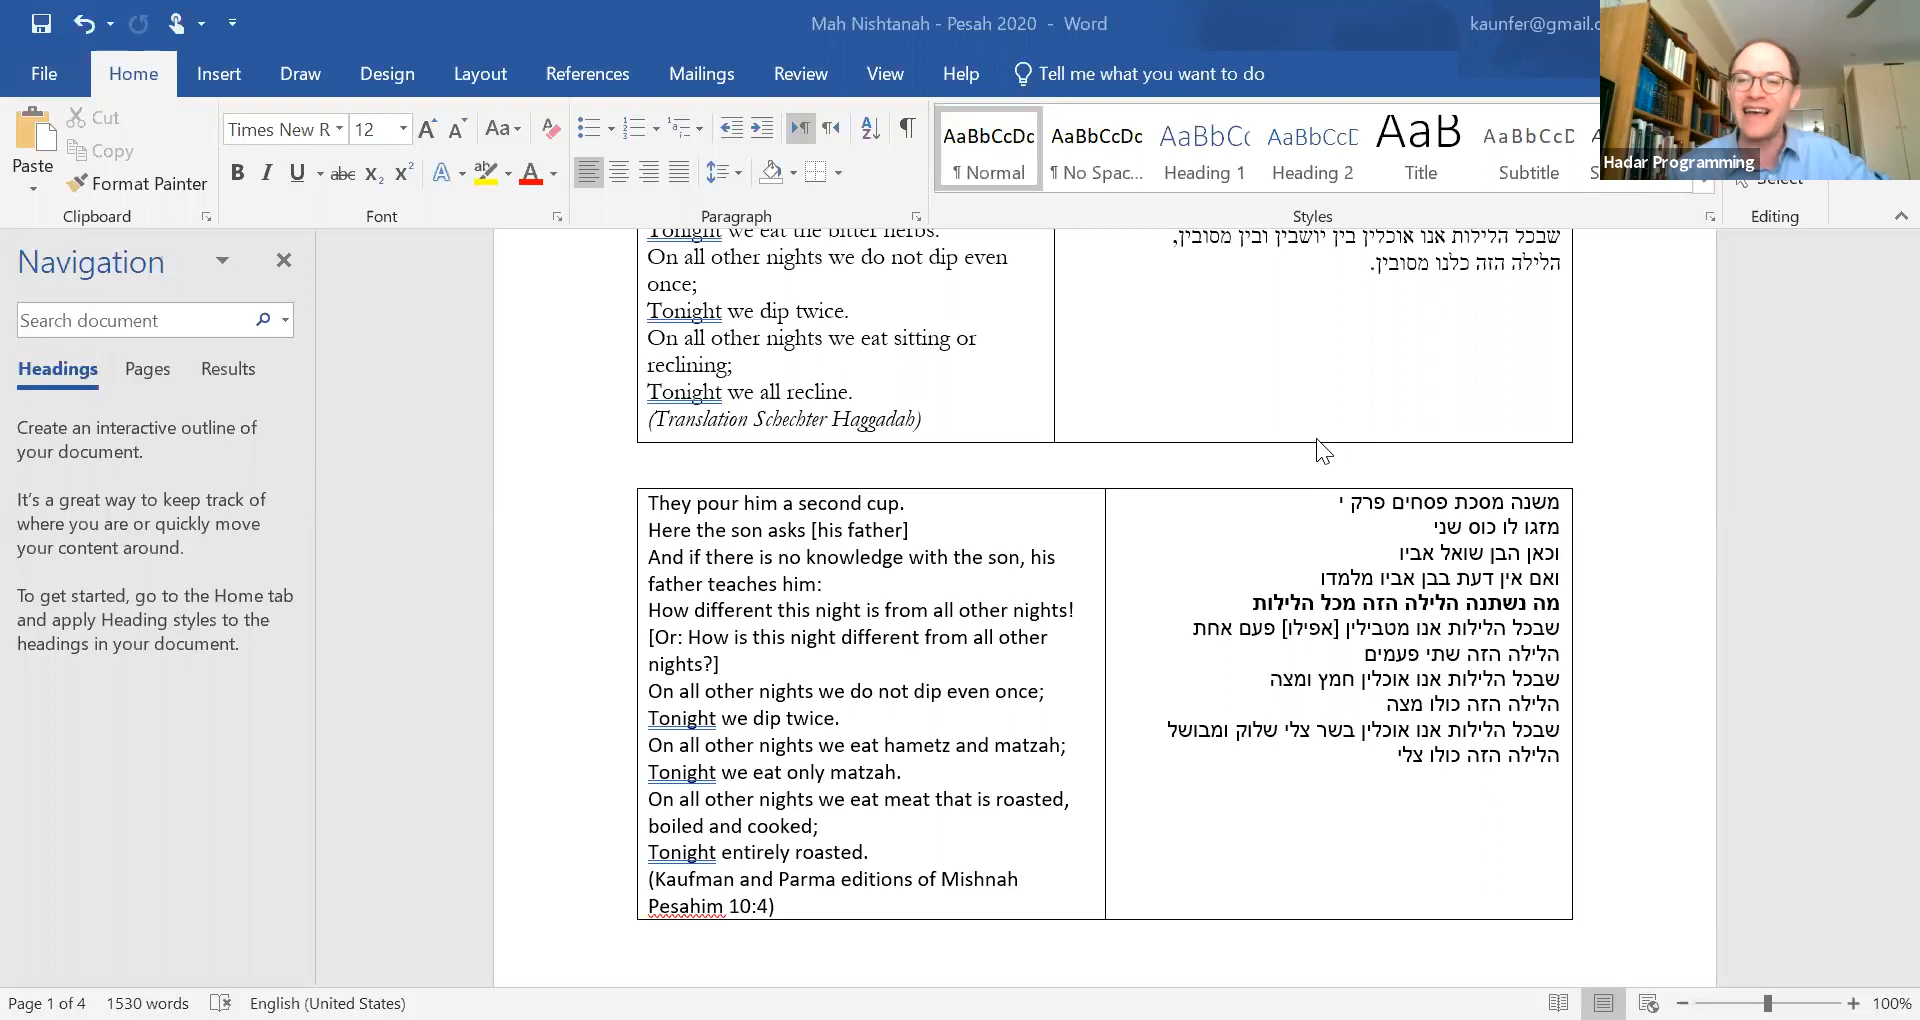 Mah Nishtanah - Pesah 2020 - Word
kaunfer@gmail.c
File Home Insert Draw Design Layout References Mailings Review View Help Tell me what you want to do
Paste
Cut
Copy
Format Painter
Times New R 12
AaBbCcDc AaBbCcDc AaBbCc AaBbCcD AaB AaBbCcD
¶ Normal ¶ No Spac... Heading 1 Heading 2 Title Subtitle
Hadar Programming
Select
Clipboard Font Paragraph Styles Editing
Navigation
Search document
Headings Pages Results
Create an interactive outline of
your document.
It's a great way to keep track of
where you are or quickly move
your content around.
To get started, go to the Home tab
and apply Heading styles to the
headings in your document.
Tonight we eat the bitter herbs.
On all other nights we do not dip even
once;
Tonight we dip twice.
On all other nights we eat sitting or
reclining;
Tonight we all recline.
(Translation Schechter Haggadah)
שבכל הלילות אנו אוכלין בין יושבין ובין מסובין,
הלילה הזה כלנו מסובין.
They pour him a second cup.
Here the son asks [his father]
And if there is no knowledge with the son, his
father teaches him:
How different this night is from all other nights!
[Or: How is this night different from all other
nights?]
On all other nights we do not dip even once;
Tonight we dip twice.
On all other nights we eat hametz and matzah;
Tonight we eat only matzah.
On all other nights we eat meat that is roasted,
boiled and cooked;
Tonight entirely roasted.
(Kaufman and Parma editions of Mishnah
Pesahim 10:4)
משנה מסכת פסחים פרק י
מזגו לו כוס שני
וכאן הבן שואל אביו
ואם אין דעת בבן אביו מלמדו
מה נשתנה הלילה הזה מכל הלילות
שבכל הלילות אנו מטבילין [אפילו] פעם אחת
הלילה הזה שתי פעמים
שבכל הלילות אנו אוכלין חמץ ומצה
הלילה הזה כולו מצה
שבכל הלילות אנו אוכלין בשר צלי שלוק ומבושל
הלילה הזה כולו צלי
Page 1 of 4 1530 words English (United States) 100%